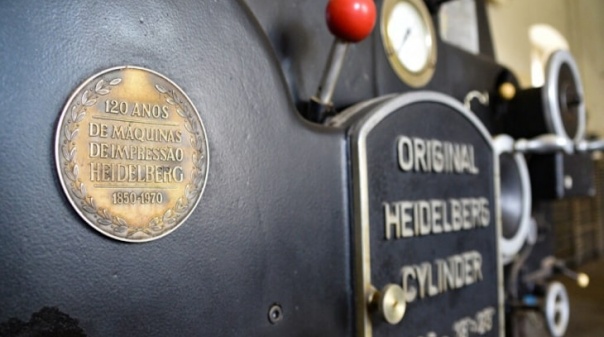 120 ANOS
DE MÁQUINAS
DE IMPRESSÃO
HEIDELBERG
1850-1970
ORIGINAL
HEIDELBERG
CYLINDER